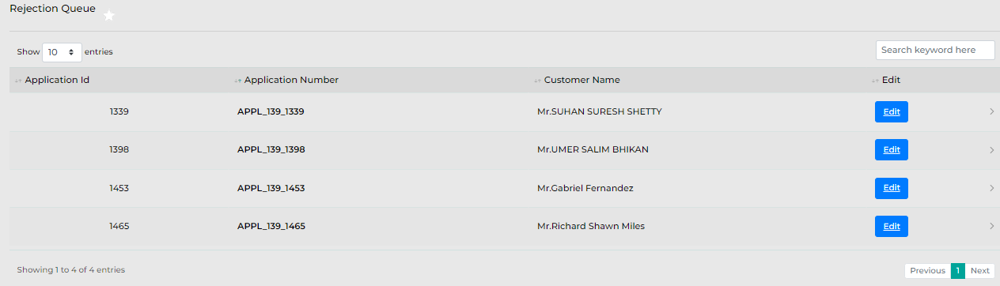 Rejection Queue
Show 10 entries
Search keyword here
Application Id Application Number Customer Name Edit
1339 APPL_139_1339 Mr.SUHAN SURESH SHETTY Edit
1398 APPL_139_1398 Mr.UMER SALIM BHIKAN Edit
1453 APPL_139_1453 Mr.Gabriel Fernandez Edit
1465 APPL_139_1465 Mr.Richard Shawn Miles Edit
Showing 1 to 4 of 4 entries
Previous 1 Next